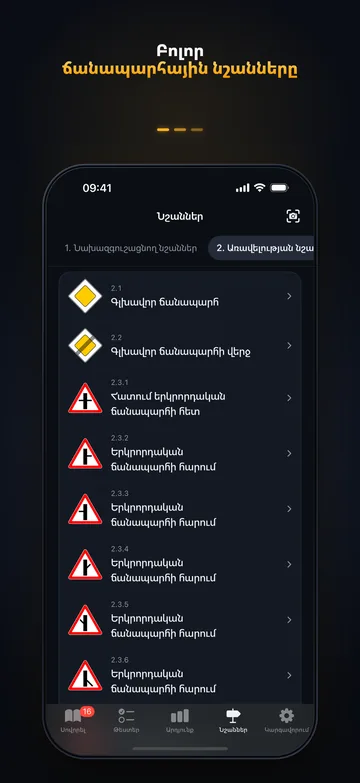 Բոլոր
ճանապարհային նշանները
09:41
Նշաններ
1. Նախազգուշացնող նշաններ
2. Առավելության նշա
2.1
Գլխավոր ճանապարհ
2.2
Գլխավոր ճանապարհի վերջ
2.3.1
Հատում երկրորդական
ճանապարհի հետ
2.3.2
Երկրորդական
ճանապարհի հարում
2.3.3
Երկրորդական
ճանապարհի հարում
2.3.4
Երկրորդական
ճանապարհի հարում
2.3.5
Երկրորդական
ճանապարհի հարում
2.3.6
Երկրորդական
ճանապարհի հարում
16
Սովորել
Թեստեր
Արդյունք
Նշաններ
Կարգավորում